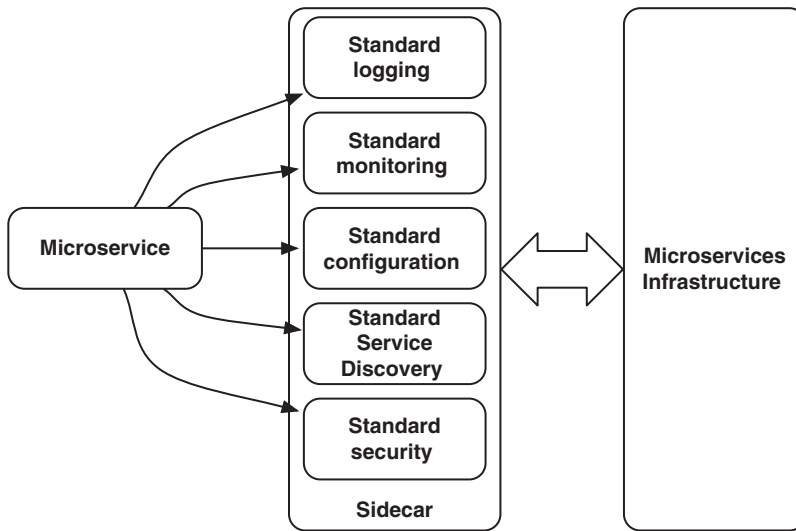 Standard
logging
Standard
monitoring
Microservice
Standard
configuration
Standard
Service
Discovery
Standard
security
Sidecar
Microservices
Infrastructure